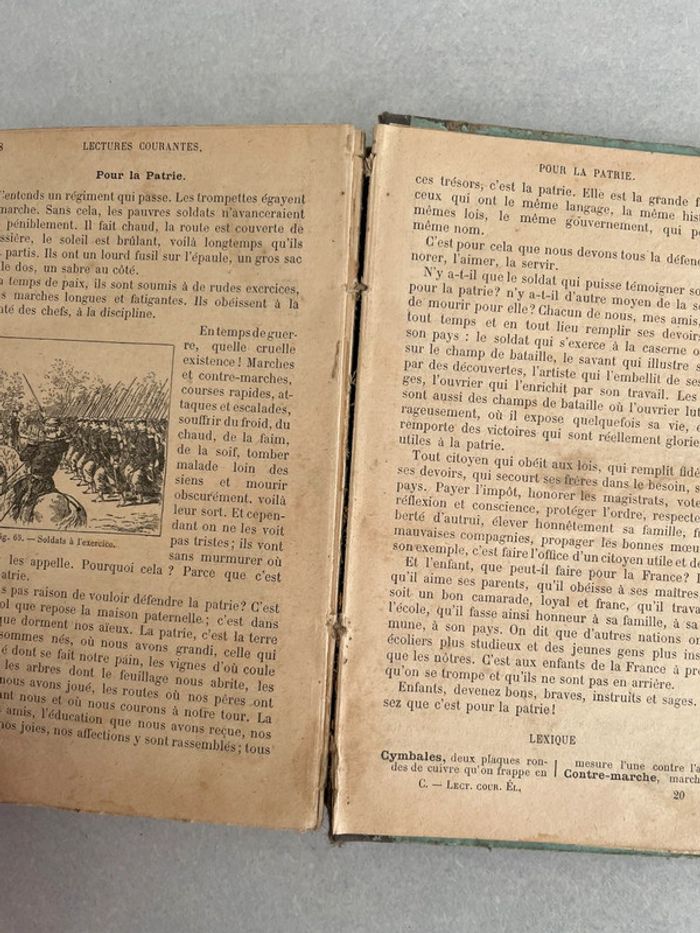 LECTURES COURANTES.
Pour la Patrie.
J'entends un régiment qui passe. Les trompettes égayent
marche. Sans cela, les pauvres soldats n'avanceraient
péniblement. Il fait chaud, la route est couverte de
ssière, le soleil est brûlant, voilà longtemps qu'ils
partis. Ils ont un lourd fusil sur l'épaule, un gros sac
le dos, un sabre au côté.
temps de paix, ils sont soumis à de rudes exercices,
s marches longues et fatigantes. Ils obéissent à la
nté des chefs, à la discipline.
En temps de guer-
re, quelle cruelle
existence! Marches
et contre-marches,
courses rapides, at-
taques et escalades,
souffrir du froid, du
chaud, de la faim,
de la soif, tomber
malade loin des
siens et mourir
obscurément, voilà
leur sort. Et cepen-
dant on ne les voit
pas tristes; ils vont
sans murmurer où
ig. 65. — Soldats à l'exercice.
les appelle. Pourquoi cela? Parce que c'est
atrie.
s pas raison de vouloir défendre la patrie? C'est
ol que repose la maison paternelle; c'est dans
que dorment nos aïeux. La patrie, c'est la terre
sommes nés, où nous avons grandi, celle qui
é dont se fait notre pain, les vignes d'où coule
les arbres dont le feuillage nous abrite, les
nous avons joué, les routes où nos pères ont
ant nous et où nous courons à notre tour. La
amis, l'éducation que nous avons reçue, nos
nos joies, nos affections y sont rassemblés; tous
POUR LA PATRIE.
ces trésors, c'est la patrie. Elle est la grande f
ceux qui ont le même langage, la même his
mêmes lois, le même gouvernement, qui po
même nom.
C'est pour cela que nous devons tous la défen
norer, l'aimer, la servir.
N'y a-t-il que le soldat qui puisse témoigner so
pour la patrie? n'y a-t-il d'autre moyen de la se
de mourir pour elle? Chacun de nous, mes amis,
tout temps et en tout lieu remplir ses devoirs
son pays : le soldat qui s'exerce à la caserne o
sur le champ de bataille, le savant qui illustre s
par des découvertes, l'artiste qui l'embellit de ses
ges, l'ouvrier qui l'enrichit par son travail. Les
sont aussi des champs de bataille où l'ouvrier lut
rageusement, où il expose quelquefois sa vie, e
remporte des victoires qui sont réellement glorie
utiles à la patrie.
Tout citoyen qui obéit aux lois, qui remplit fidè
ses devoirs, qui secourt ses frères dans le besoin, s
pays. Payer l'impôt, honorer les magistrats, vote
réflexion et conscience, protéger l'ordre, respecte
berté d'autrui, élever honnêtement sa famille, f
mauvaises compagnies, propager les bonnes mœu
son exemple, c'est faire l'office d'un citoyen utile et de
Et l'enfant, que peut-il faire pour la France?
qu'il aime ses parents, qu'il obéisse à ses maîtres
soit un bon camarade, loyal et franc, qu'il trav
l'école, qu'il fasse ainsi honneur à sa famille, à sa
mune, à son pays. On dit que d'autres nations on
écoliers plus studieux et des jeunes gens plus ins
que les nôtres. C'est aux enfants de la France à pr
qu'on se trompe et qu'ils ne sont pas en arrière.
Enfants, devenez bons, braves, instruits et sages.
sez que c'est pour la patrie!
LEXIQUE
Cymbales, deux plaques ron-
des de cuivre qu'on frappe en
mesure l'une contre l'a
Contre-marche, march
C. — LECT. COUR. ÉL.,
20